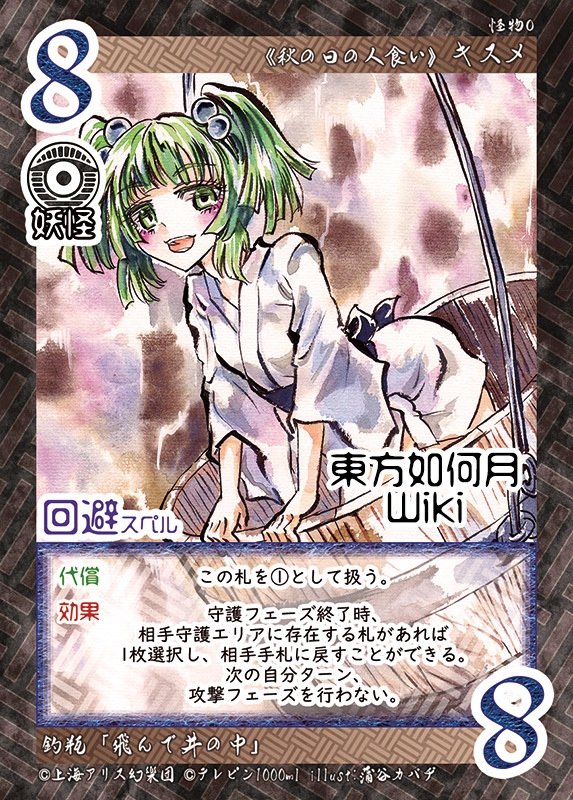 怪物0
8
《秋の日の人食い》 キスメ
妖怪
東方如何月
Wiki
回避スペル
代償 この札を①として扱う。
効果 守護フェーズ終了時、
相手守護エリアに存在する札があれば
1枚選択し、相手手札に戻すことができる。
次の自分ターン、
攻撃フェーズを行わない。
8
釣瓶「飛んで井の中」
©上海アリス幻樂団 ©テレピン1000ml illust:蒲谷カバヂ